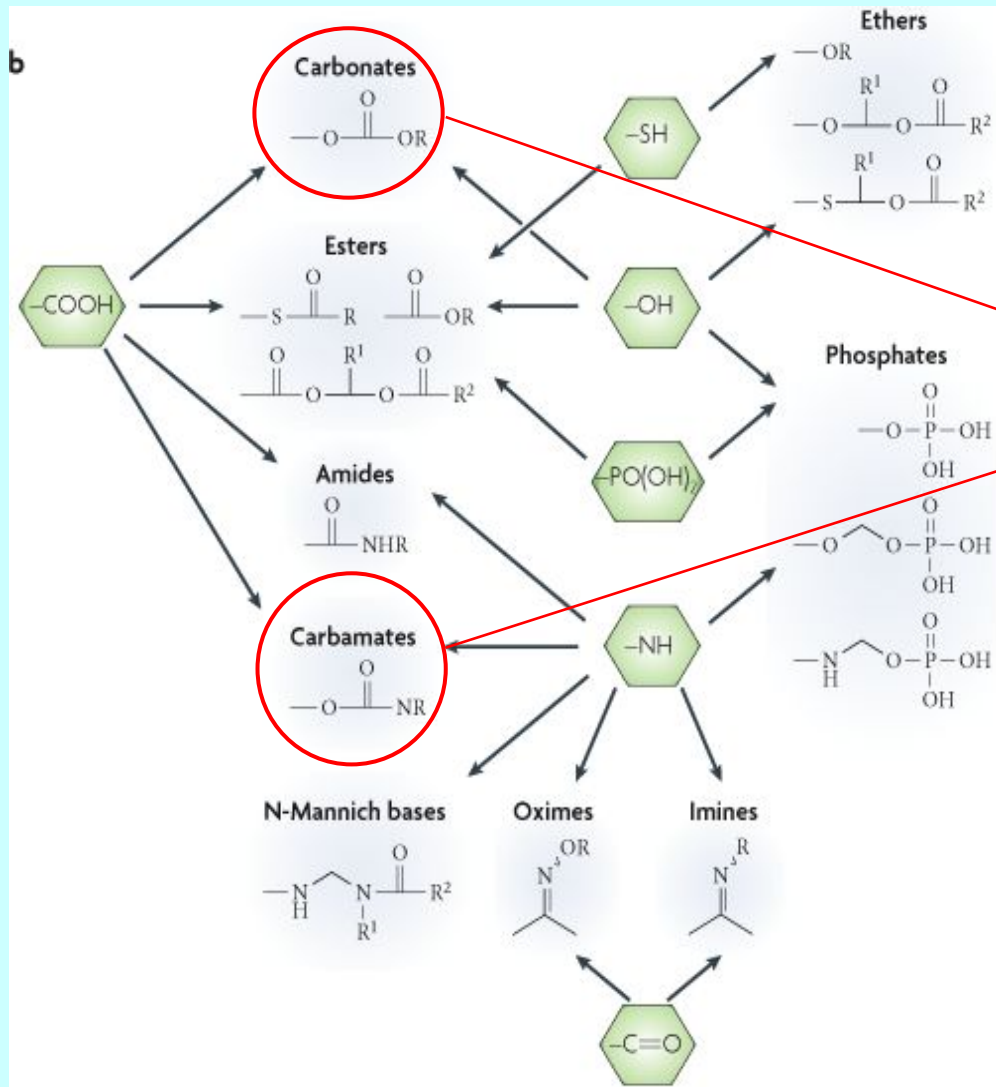 b
Carbonates
O
O
OR
Ethers
OR
R¹
O
O
O
R²
R¹
O
S
O
R²
–SH
Esters
O
O
S
R
OR
O
R¹
O
O
O
R²
–COOH
–OH
Phosphates
O
O–P–OH
OH
O
O
O–P–OH
OH
O
N
H
O–P–OH
OH
–PO(OH)₂
Amides
O
NHR
Carbamates
O
O
NR
–NH
N-Mannich bases
O
N
H
N
R²
R¹
Oximes
OR
N
Imines
R
N
–C=O